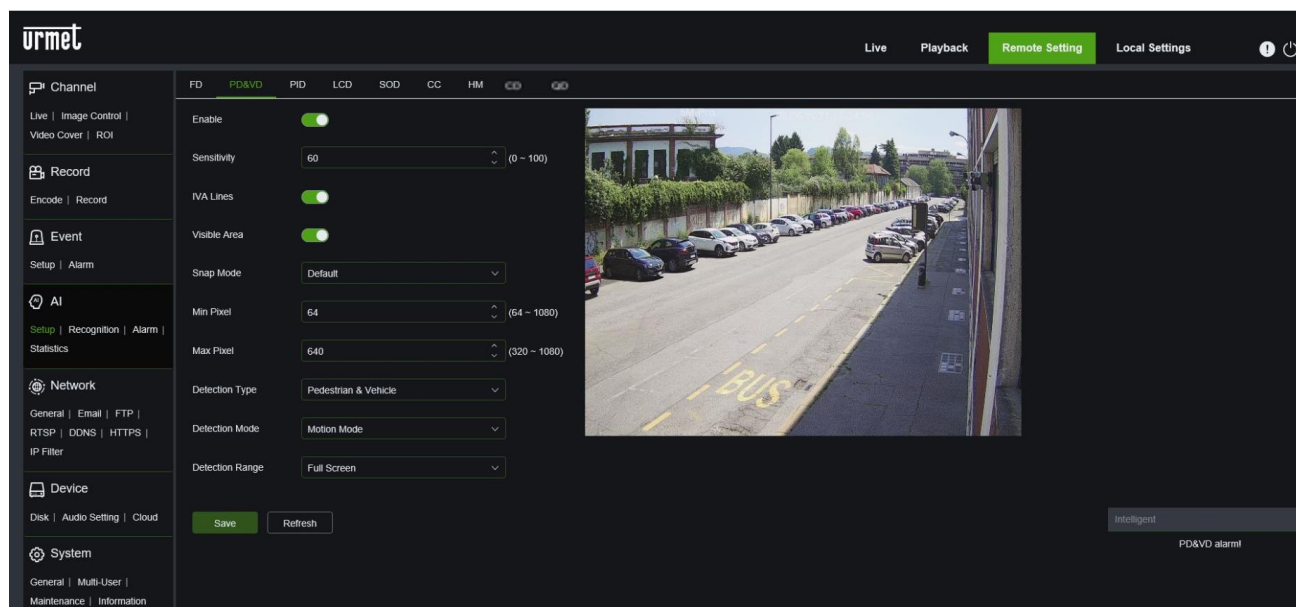 urmet
Live Playback Remote Setting Local Settings
Channel
Live | Image Control |
Video Cover | ROI
Record
Encode | Record
Event
Setup | Alarm
AI
Setup | Recognition | Alarm |
Statistics
Network
General | Email | FTP |
RTSP | DDNS | HTTPS |
IP Filter
Device
Disk | Audio Setting | Cloud
System
General | Multi-User |
Maintenance | Information
FD PD&VD PID LCD SOD CC HM CD QD
Enable
Sensitivity 60 (0 ~ 100)
IVA Lines
Visible Area
Snap Mode Default
Min Pixel 64 (64 ~ 1080)
Max Pixel 640 (320 ~ 1080)
Detection Type Pedestrian & Vehicle
Detection Mode Motion Mode
Detection Range Full Screen
Save Refresh
BUS
Intelligent
PD&VD alarm!